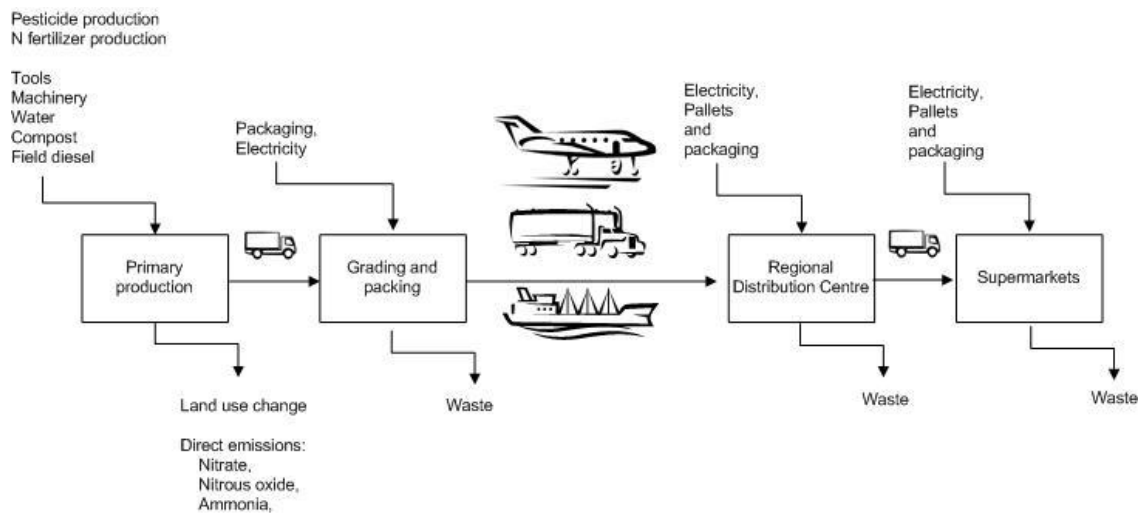 Pesticide production
N fertilizer production
Tools
Machinery
Water
Compost
Field diesel
Packaging,
Electricity
Electricity,
Pallets
and
packaging
Electricity,
Pallets
and
packaging
Primary
production
Grading and
packing
Regional
Distribution Centre
Supermarkets
Land use change
Direct emissions:
Nitrate,
Nitrous oxide,
Ammonia,
Waste
Waste
Waste